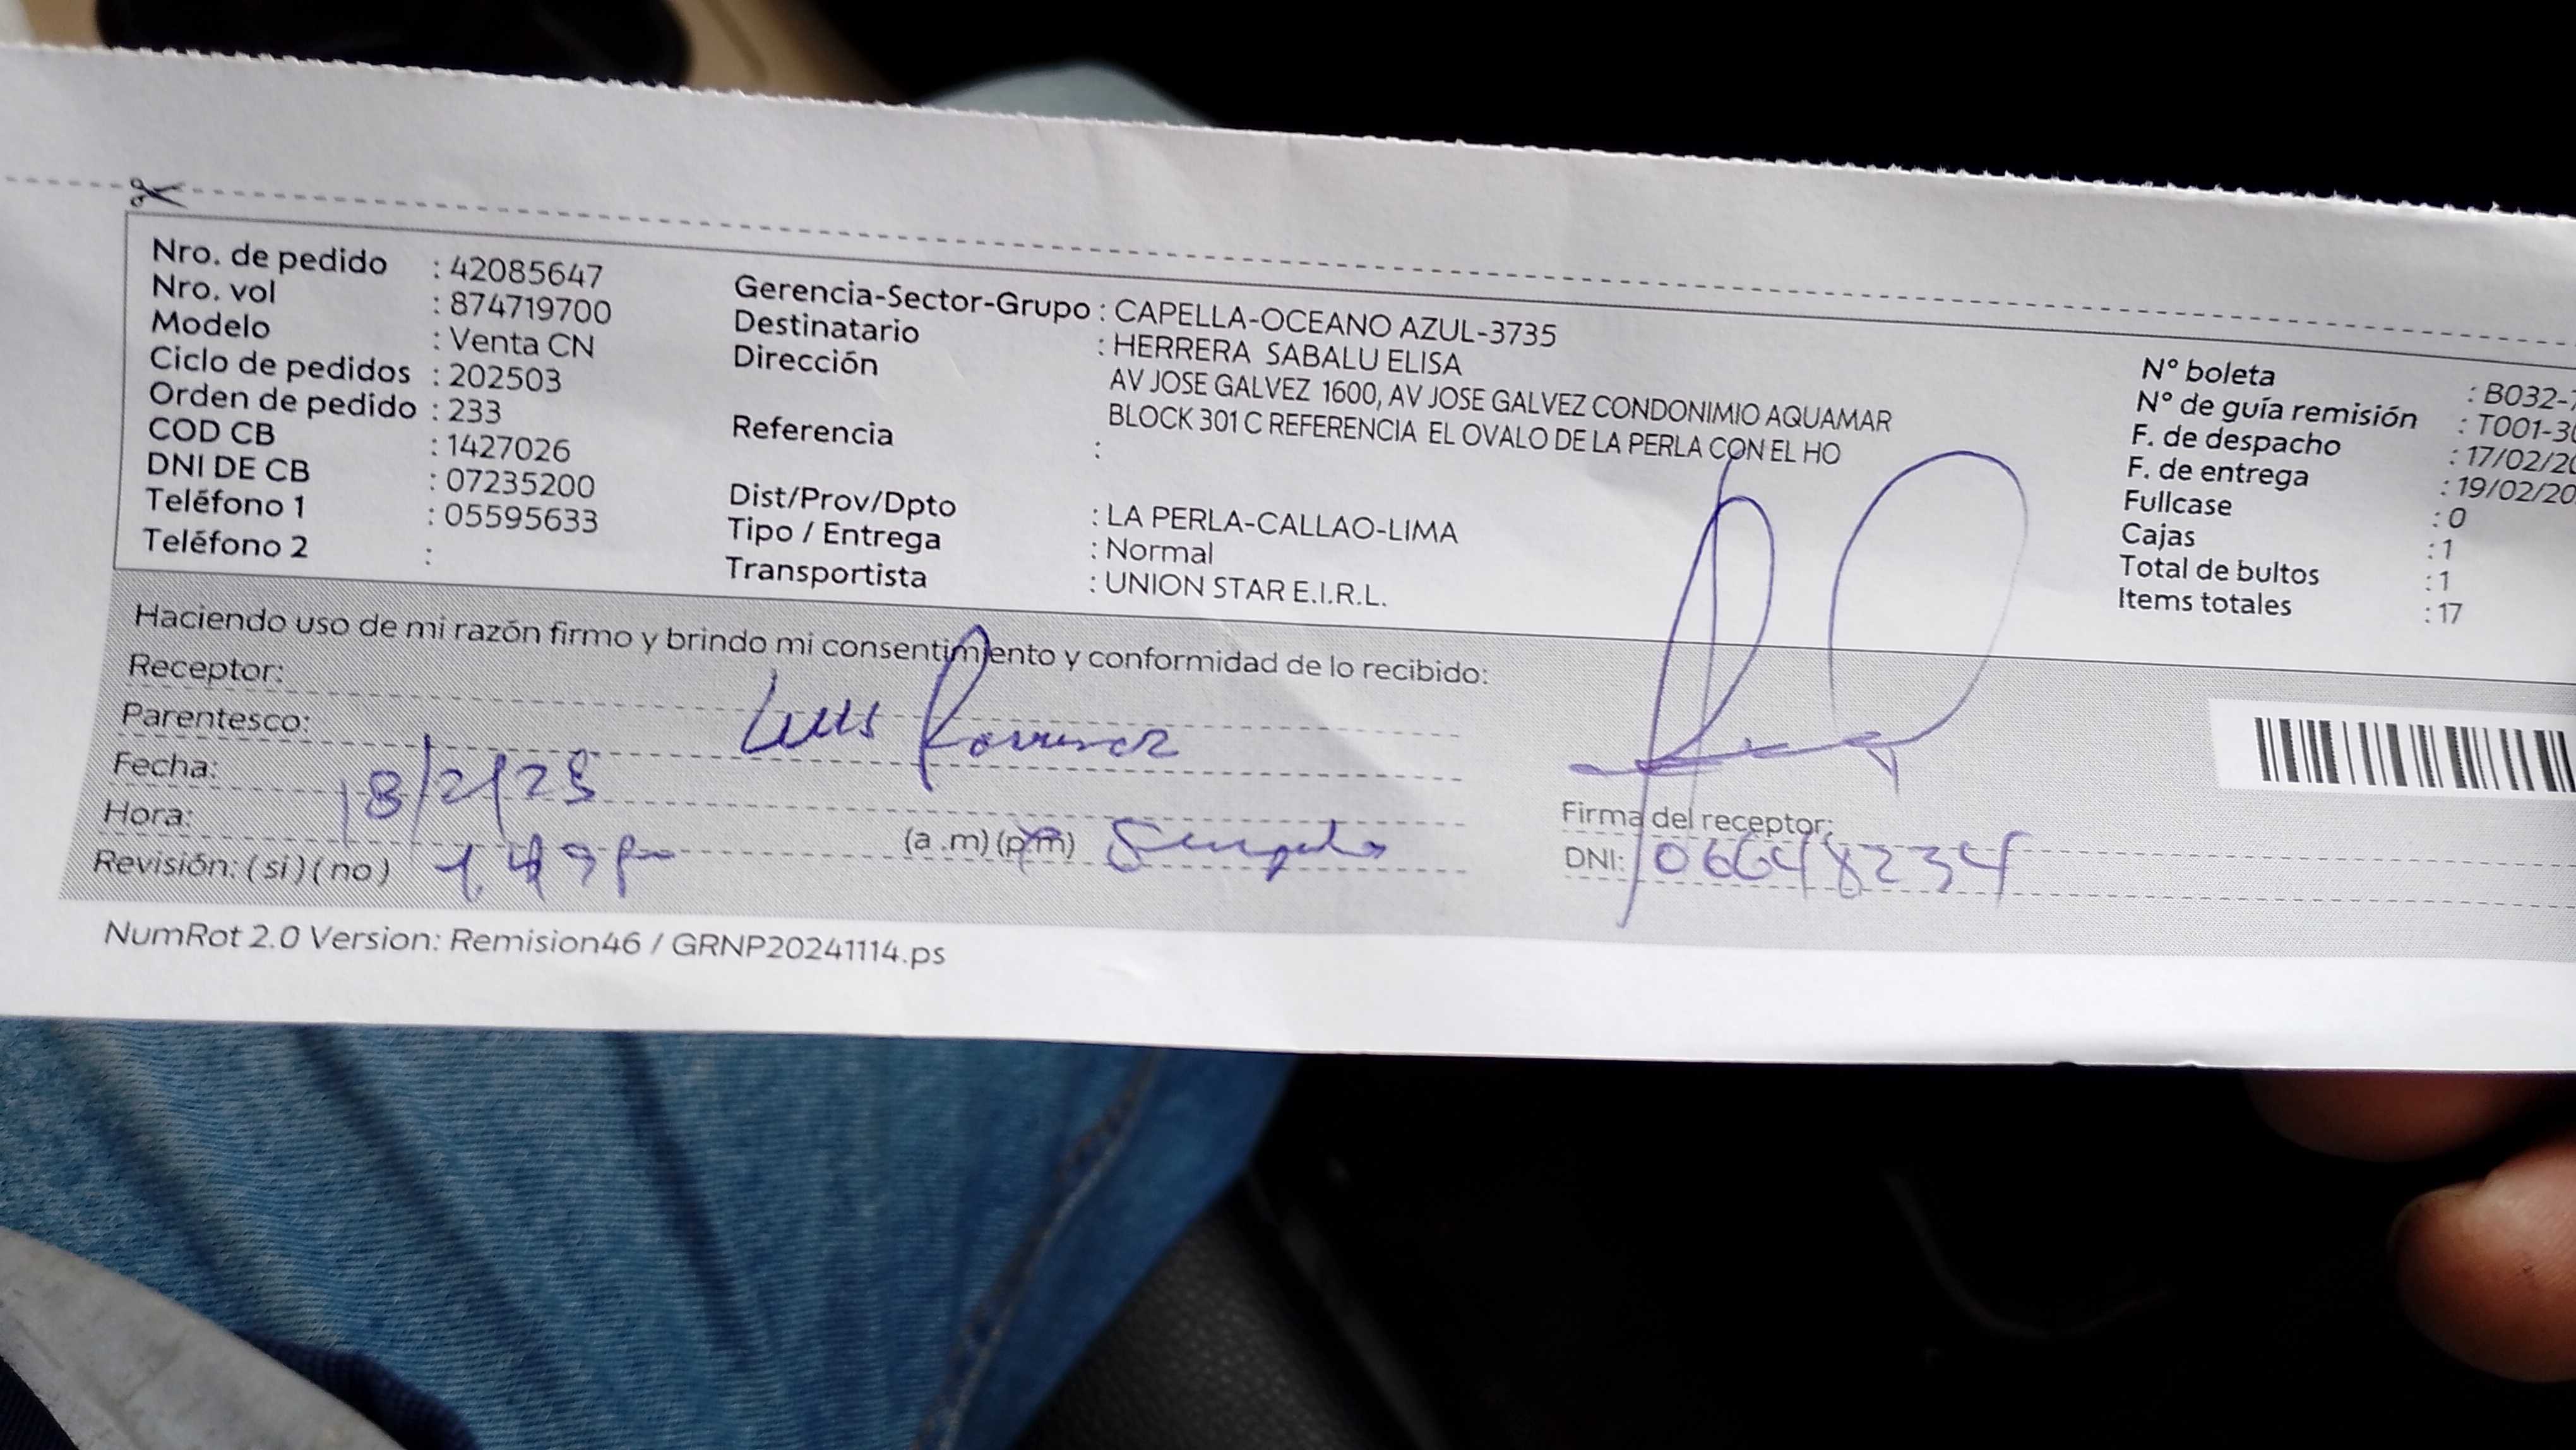 Nro. de pedido : 42085647
Nro. vol : 874719700
Modelo : Venta CN
Ciclo de pedidos : 202503
Orden de pedido : 233
COD CB : 1427026
DNI DE CB : 07235200
Teléfono 1 : 05595633
Teléfono 2 :
Gerencia-Sector-Grupo : CAPELLA-OCEANO AZUL-3735
Destinatario : HERRERA SABALU ELISA
Dirección AV JOSE GALVEZ 1600, AV JOSE GALVEZ CONDONIMIO AQUAMAR
BLOCK 301 C REFERENCIA EL OVALO DE LA PERLA CON EL HO
Referencia :
Dist/Prov/Dpto : LA PERLA-CALLAO-LIMA
Tipo / Entrega : Normal
Transportista : UNION STAR E.I.R.L.
N° boleta : B032-
N° de guía remisión : T001-3
F. de despacho : 17/02/20
F. de entrega : 19/02/20
Fullcase : 0
Cajas : 1
Total de bultos : 1
Items totales : 17
Haciendo uso de mi razón firmo y brindo mi consentimiento y conformidad de lo recibido:
Receptor: Luis
Parentesco:
Fecha: 18/2/25
Hora: (a .m) (pm)
Revisión: ( si ) ( no )
Firma del receptor:
DNI: 06648234
NumRot 2.0 Version: Remision46 / GRNP20241114.ps